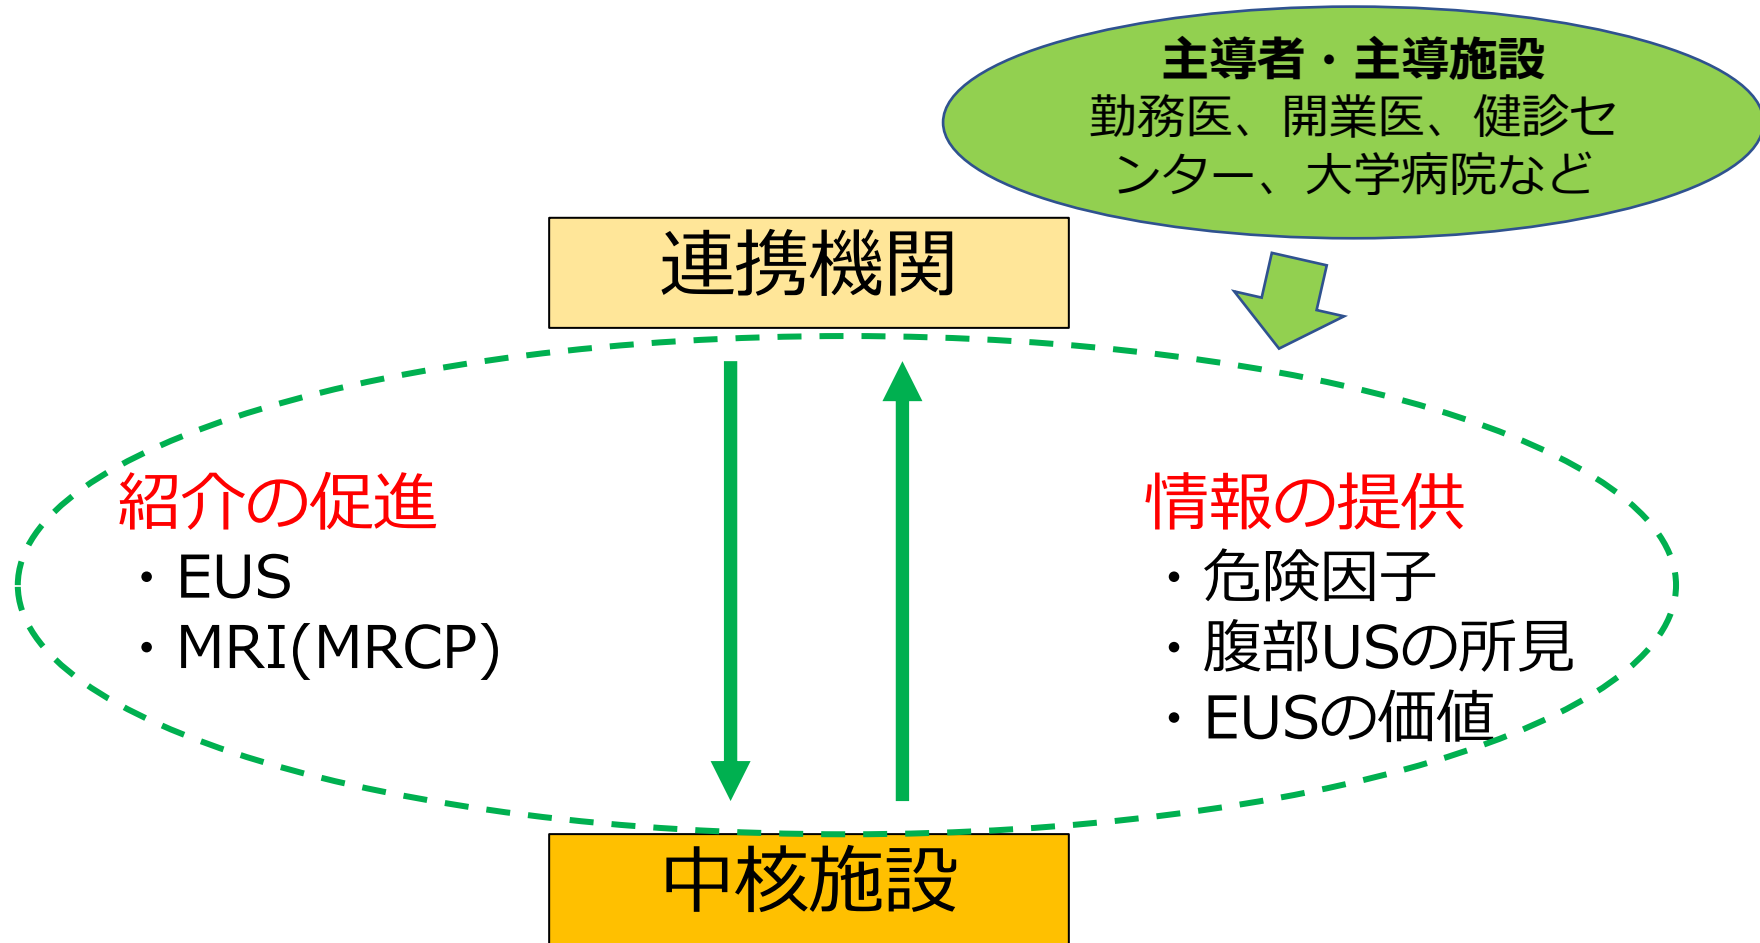 主導者・主導施設
勤務医、開業医、健診セ
ンター、大学病院など
連携機関
紹介の促進
・EUS
・MRI(MRCP)
情報の提供
・危険因子
・腹部USの所見
・EUSの価値
中核施設